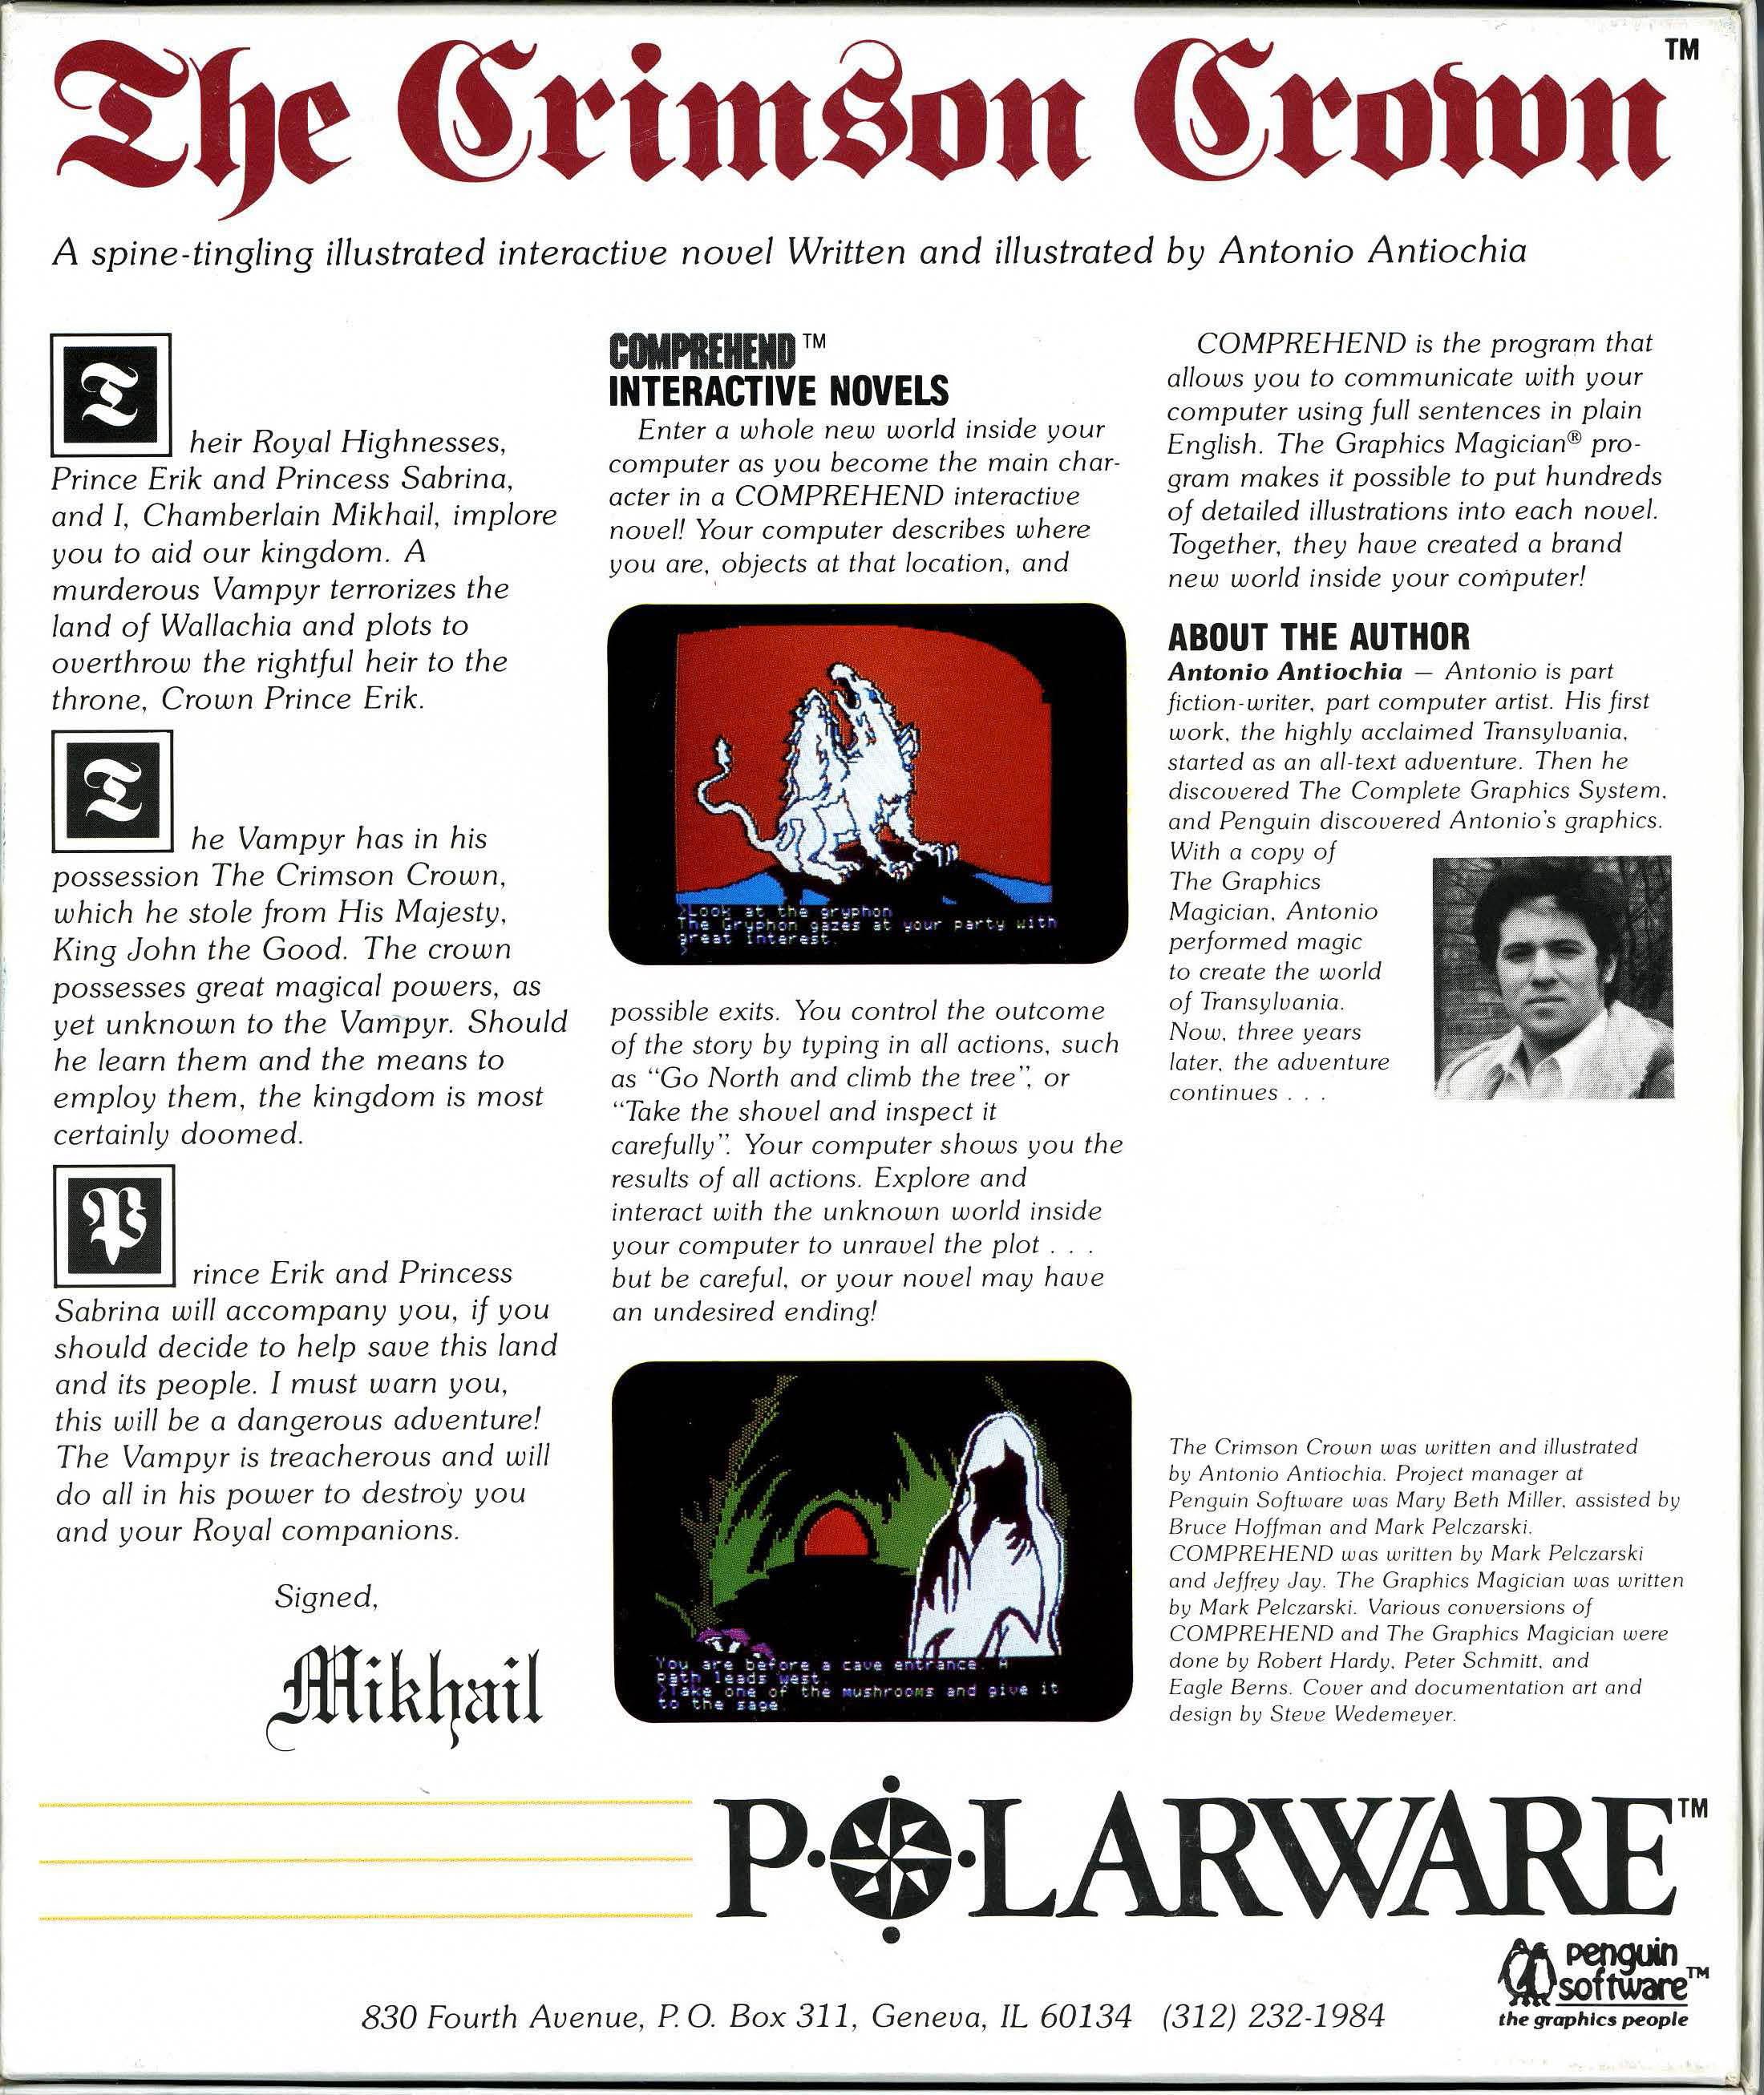 The Crimson Crown™
A spine-tingling illustrated interactive novel Written and illustrated by Antonio Antiochia
Their Royal Highnesses,
Prince Erik and Princess Sabrina,
and I, Chamberlain Mikhail, implore
you to aid our kingdom. A
murderous Vampyr terrorizes the
land of Wallachia and plots to
overthrow the rightful heir to the
throne, Crown Prince Erik.
The Vampyr has in his
possession The Crimson Crown,
which he stole from His Majesty,
King John the Good. The crown
possesses great magical powers, as
yet unknown to the Vampyr. Should
he learn them and the means to
employ them, the kingdom is most
certainly doomed.
Prince Erik and Princess
Sabrina will accompany you, if you
should decide to help save this land
and its people. I must warn you,
this will be a dangerous adventure!
The Vampyr is treacherous and will
do all in his power to destroy you
and your Royal companions.
Signed,
Mikhail
COMPREHEND™
INTERACTIVE NOVELS
Enter a whole new world inside your
computer as you become the main char-
acter in a COMPREHEND interactive
novel! Your computer describes where
you are, objects at that location, and
>Look at the gryphon
The Gryphon gazes at your party with
great interest.
>
possible exits. You control the outcome
of the story by typing in all actions, such
as “Go North and climb the tree”, or
“Take the shovel and inspect it
carefully”. Your computer shows you the
results of all actions. Explore and
interact with the unknown world inside
your computer to unravel the plot . . .
but be careful, or your novel may have
an undesired ending!
You are before a cave entrance. A
path leads west.
>Take one of the mushrooms and give it
to the sage
COMPREHEND is the program that
allows you to communicate with your
computer using full sentences in plain
English. The Graphics Magician® pro-
gram makes it possible to put hundreds
of detailed illustrations into each novel.
Together, they have created a brand
new world inside your computer!
ABOUT THE AUTHOR
Antonio Antiochia — Antonio is part
fiction-writer, part computer artist. His first
work, the highly acclaimed Transylvania,
started as an all-text adventure. Then he
discovered The Complete Graphics System,
and Penguin discovered Antonio's graphics.
With a copy of
The Graphics
Magician, Antonio
performed magic
to create the world
of Transylvania.
Now, three years
later, the adventure
continues . . .
The Crimson Crown was written and illustrated
by Antonio Antiochia. Project manager at
Penguin Software was Mary Beth Miller, assisted by
Bruce Hoffman and Mark Pelczarski.
COMPREHEND was written by Mark Pelczarski
and Jeffrey Jay. The Graphics Magician was written
by Mark Pelczarski. Various conversions of
COMPREHEND and The Graphics Magician were
done by Robert Hardy, Peter Schmitt, and
Eagle Berns. Cover and documentation art and
design by Steve Wedemeyer.
POLARWARE™
penguin
software™
the graphics people
830 Fourth Avenue, P.O. Box 311, Geneva, IL 60134 (312) 232-1984